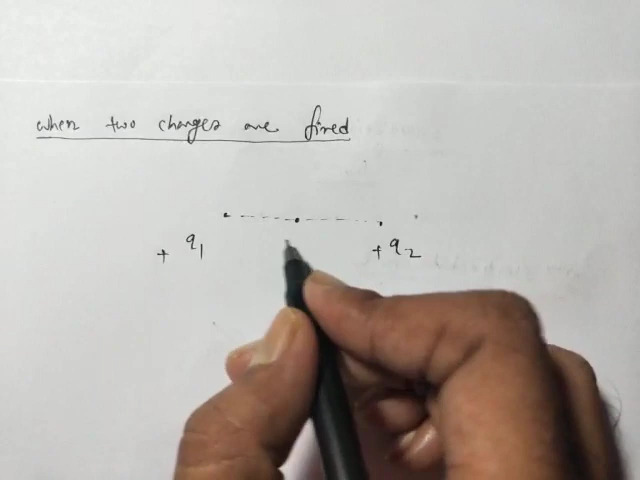 when two charges are fixed
+ q1 + q2